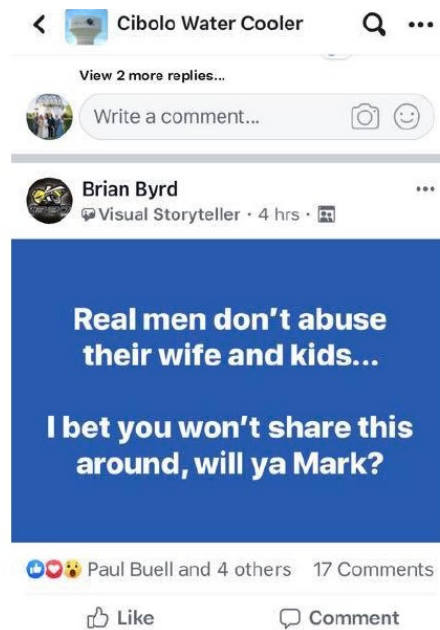 Cibolo Water Cooler
View 2 more replies...
Write a comment...
Brian Byrd
Visual Storyteller · 4 hrs ·
Real men don't abuse
their wife and kids...
I bet you won't share this
around, will ya Mark?
Paul Buell and 4 others 17 Comments
Like Comment